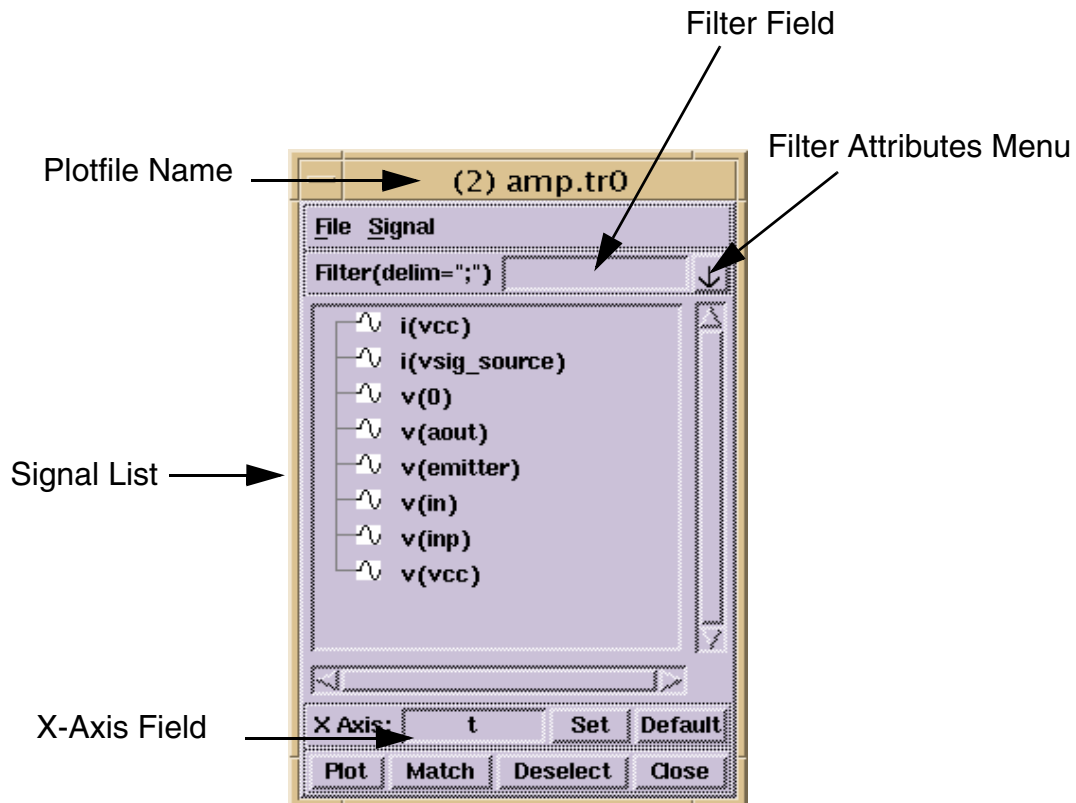 Filter Field
Filter Attributes Menu
Plotfile Name
(2) amp.tr0
File Signal
Filter(delim=";")
i(vcc)
i(vsig_source)
v(0)
v(aout)
v(emitter)
Signal List
v(in)
v(inp)
v(vcc)
X-Axis Field
X Axis: t Set Default
Plot Match Deselect Close